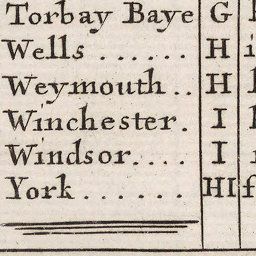 Torbay Baye G
Wells ...... H i
Weymouth .. H
Winchester. I
Windsor.... I
York ....... HI f